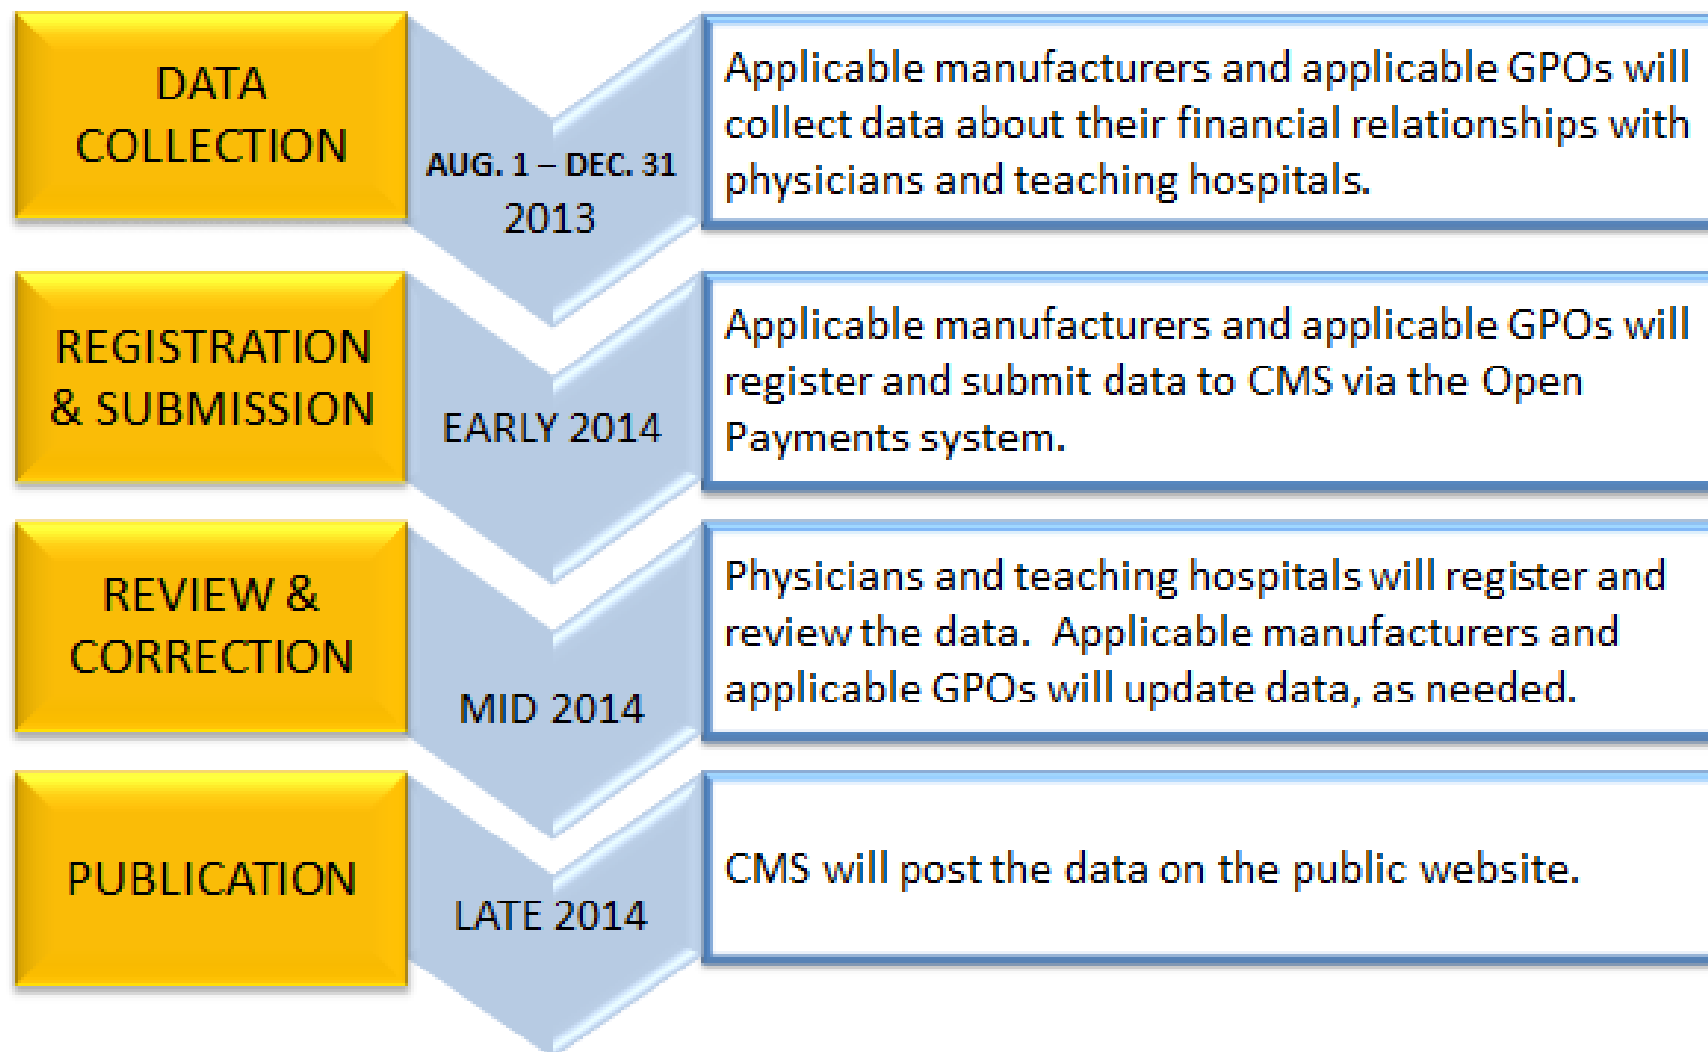 DATA
COLLECTION
AUG. 1 – DEC. 31
2013
Applicable manufacturers and applicable GPOs will
collect data about their financial relationships with
physicians and teaching hospitals.
REGISTRATION
& SUBMISSION
EARLY 2014
Applicable manufacturers and applicable GPOs will
register and submit data to CMS via the Open
Payments system.
REVIEW &
CORRECTION
MID 2014
Physicians and teaching hospitals will register and
review the data.  Applicable manufacturers and
applicable GPOs will update data, as needed.
PUBLICATION
LATE 2014
CMS will post the data on the public website.